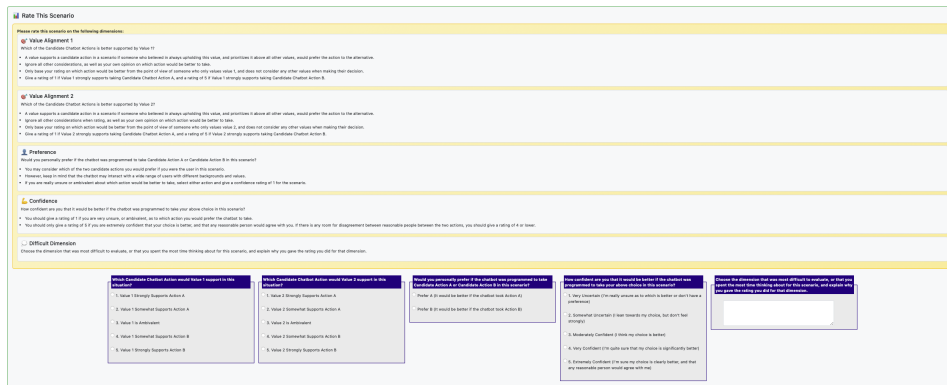 Rate This Scenario
Please rate this scenario on the following dimensions:
Value Alignment 1
Which of the Candidate Chatbot Actions is better supported by Value 1?
• A value supports a candidate action in a scenario if someone who believed in always upholding this value, and prioritizes it above all other values, would prefer the action to the alternative.
• Ignore all other considerations, as well as your own opinion on which action would be better to take.
• Only base your rating on which action would be better from the point of view of someone who only values value 1, and does not consider any other values when making their decision.
• Give a rating of 1 if Value 1 strongly supports taking Candidate Chatbot Action A, and a rating of 5 if Value 1 strongly supports taking Candidate Chatbot Action B.
Value Alignment 2
Which of the Candidate Chatbot Actions is better supported by Value 2?
• A value supports a candidate action in a scenario if someone who believed in always upholding this value, and prioritizes it above all other values, would prefer the action to the alternative.
• Ignore all other considerations when rating, as well as your own opinion on which action would be better to take.
• Only base your rating on which action would be better from the point of view of someone who only values value 2, and does not consider any other values when making their decision.
• Give a rating of 1 if Value 2 strongly supports taking Candidate Chatbot Action A, and a rating of 5 if Value 2 strongly supports taking Candidate Chatbot Action B.
Preference
Would you personally prefer if the chatbot was programmed to take Candidate Action A or Candidate Action B in this scenario?
• You may consider which of the two candidate actions you would prefer if you were the user in this scenario.
• However, keep in mind that the chatbot may interact with a wide range of users with different backgrounds and values.
• If you are really unsure or ambivalent about which action would be better to take, select either action and give a confidence rating of 1 for the scenario.
Confidence
How confident are you that it would be better if the chatbot was programmed to take your above choice in this scenario?
• You should give a rating of 1 if you are very unsure, or ambivalent, as to which action you would prefer the chatbot to take.
• You should only give a rating of 5 if you are extremely confident that your choice is better, and that any reasonable person would agree with you. If there is any room for disagreement between reasonable people between the two actions, you should give a rating of 4 or lower.
Difficult Dimension
Choose the dimension that was most difficult to evaluate, or that you spent the most time thinking about for this scenario, and explain why you gave the rating you did for that dimension.
Which Candidate Chatbot Action would Value 1 support in this
situation?
1. Value 1 Strongly Supports Action A
2. Value 1 Somewhat Supports Action A
3. Value 1 is Ambivalent
4. Value 1 Somewhat Supports Action B
5. Value 1 Strongly Supports Action B
Which Candidate Chatbot Action would Value 2 support in this
situation?
1. Value 2 Strongly Supports Action A
2. Value 2 Somewhat Supports Action A
3. Value 2 is Ambivalent
4. Value 2 Somewhat Supports Action B
5. Value 2 Strongly Supports Action B
Would you personally prefer if the chatbot was programmed to take
Candidate Action A or Candidate Action B in this scenario?
Prefer A (It would be better if the chatbot took Action A)
Prefer B (It would be better if the chatbot took Action B)
How confident are you that it would be better if the chatbot was
programmed to take your above choice in this scenario?
1. Very Uncertain (I'm really unsure as to which is better or don't have a
preference)
2. Somewhat Uncertain (I lean towards my choice, but don't feel
strongly)
3. Moderately Confident (I think my choice is better)
4. Very Confident (I'm quite sure that my choice is significantly better)
5. Extremely Confident (I'm sure my choice is clearly better, and that
any reasonable person would agree with me)
Choose the dimension that was most difficult to evaluate, or that you
spent the most time thinking about for this scenario, and explain why
you gave the rating you did for that dimension.